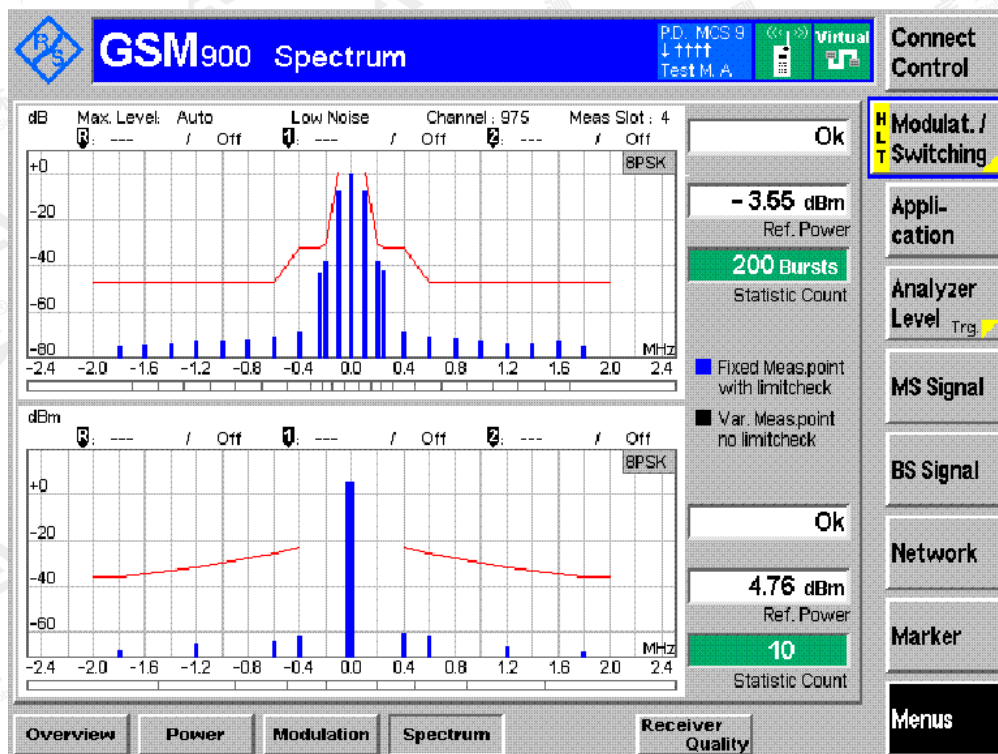 R S
GSM900 Spectrum
P.D. MCS 9
Test M. A
Virtual
Connect Control
dB Max. Level: Auto Low Noise Channel : 975 Meas Slot : 4
R: --- / Off 1: --- / Off 2: --- / Off
8PSK
+0
-20
-40
-60
-80
MHz
-2.4 -2.0 -1.6 -1.2 -0.8 -0.4 0.0 0.4 0.8 1.2 1.6 2.0 2.4
Ok
- 3.55 dBm
Ref. Power
200 Bursts
Statistic Count
Fixed Meas.point
with limitcheck
Var. Meas.point
no limitcheck
dBm
R: --- / Off 1: --- / Off 2: --- / Off
8PSK
+0
-20
-40
-60
MHz
-2.4 -2.0 -1.6 -1.2 -0.8 -0.4 0.0 0.4 0.8 1.2 1.6 2.0 2.4
Ok
4.76 dBm
Ref. Power
10
Statistic Count
H L T
Modulat. /
Switching
Appli-
cation
Analyzer
Level Trg.
MS Signal
BS Signal
Network
Marker
Menus
Overview Power Modulation Spectrum Receiver
Quality